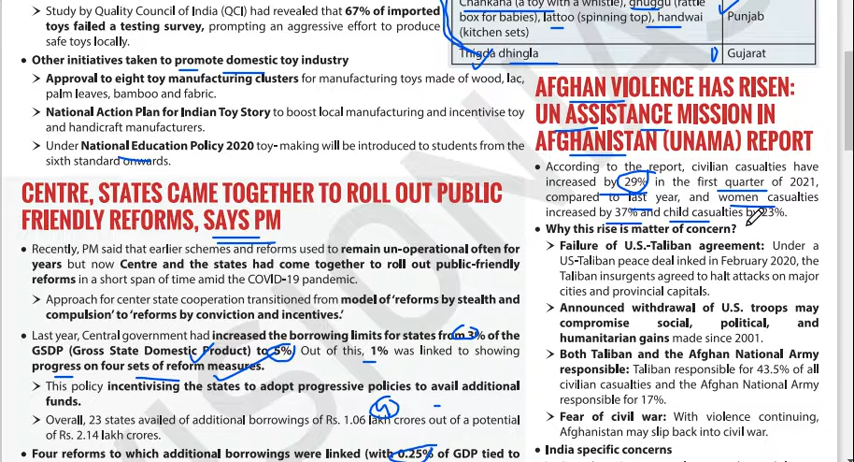 ➤ Study by Quality Council of India (QCI) had revealed that 67% of imported
toys failed a testing survey, prompting an aggressive effort to produce
safe toys locally.
• Other initiatives taken to promote domestic toy industry
➤ Approval to eight toy manufacturing clusters for manufacturing toys made of wood, lac,
palm leaves, bamboo and fabric.
➤ National Action Plan for Indian Toy Story to boost local manufacturing and incentivise toy
and handicraft manufacturers.
➤ Under National Education Policy 2020 toy-making will be introduced to students from the
sixth standard onwards.
CENTRE, STATES CAME TOGETHER TO ROLL OUT PUBLIC
FRIENDLY REFORMS, SAYS PM
• Recently, PM said that earlier schemes and reforms used to remain un-operational often for
years but now Centre and the states had come together to roll out public-friendly
reforms in a short span of time amid the COVID-19 pandemic.
➤ Approach for center state cooperation transitioned from model of 'reforms by stealth and
compulsion' to 'reforms by conviction and incentives.'
• Last year, Central government had increased the borrowing limits for states from 3% of the
GSDP (Gross State Domestic Product) to 5%. Out of this, 1% was linked to showing
progress on four sets of reform measures.
➤ This policy incentivising the states to adopt progressive policies to avail additional
funds.
➤ Overall, 23 states availed of additional borrowings of Rs. 1.06 lakh crores out of a potential
of Rs. 2.14 lakh crores.
• Four reforms to which additional borrowings were linked (with 0.25% of GDP tied to
Chankana (a toy with a whistle), ghuggu (rattle
box for babies), lattoo (spinning top), handwai
(kitchen sets)
Punjab
Thigda dhingla
Gujarat
AFGHAN VIOLENCE HAS RISEN:
UN ASSISTANCE MISSION IN
AFGHANISTAN (UNAMA) REPORT
• According to the report, civilian casualties have
increased by 29% in the first quarter of 2021,
compared to last year, and women casualties
increased by 37% and child casualties by 23%.
• Why this rise is matter of concern?
➤ Failure of U.S.-Taliban agreement: Under a
US-Taliban peace deal inked in February 2020, the
Taliban insurgents agreed to halt attacks on major
cities and provincial capitals.
➤ Announced withdrawal of U.S. troops may
compromise social, political, and
humanitarian gains made since 2001.
➤ Both Taliban and the Afghan National Army
responsible: Taliban responsible for 43.5% of all
civilian casualties and the Afghan National Army
responsible for 17%.
➤ Fear of civil war: With violence continuing,
Afghanistan may slip back into civil war.
• India specific concerns